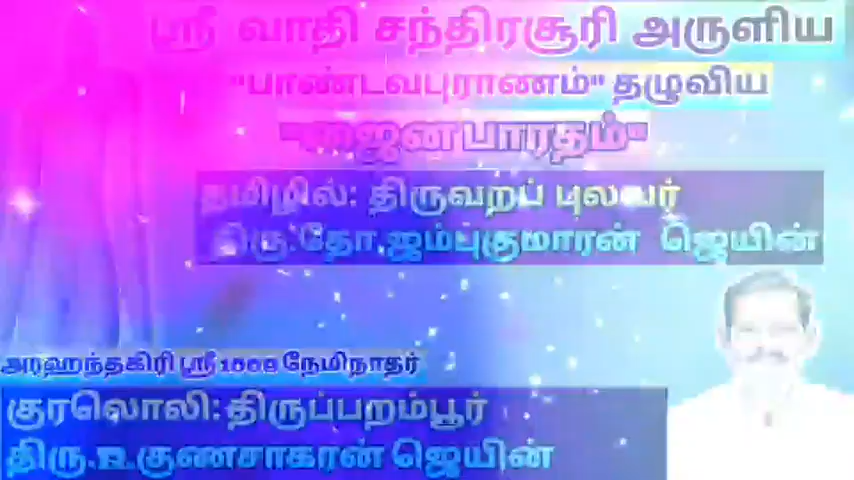 ஸ்ரீ வாதி சந்திரசூரி அருளிய
"பாண்டவபுராணம்" தழுவிய
"ஜைன பாரதம்"
தமிழில்: திருவறப் புலவர்
திரு.தோ.ஜம்புகுமாரன் ஜெயின்
அரஹந்தகிரி ஸ்ரீ 1008 நேமிநாதர்
குரலொலி: திருப்பறம்பூர்
திரு.ஐ.குணசாகரன் ஜெயின்